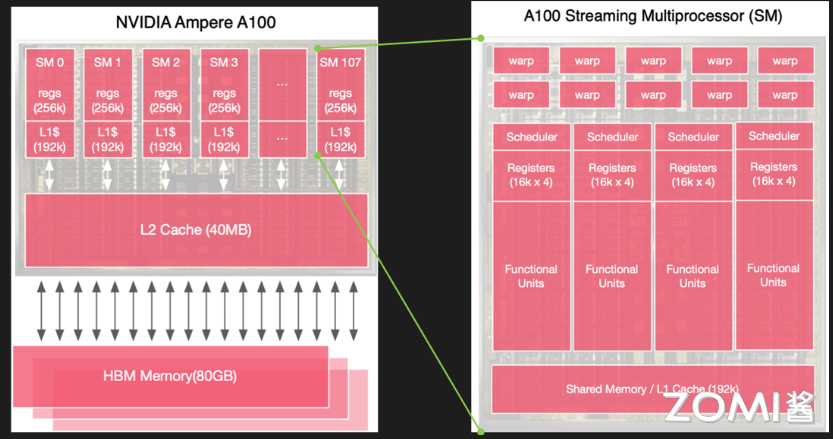 NVIDIA Ampere A100
SM 0
regs
(256k)
L1$
(192k)
SM 1
regs
(256k)
L1$
(192k)
SM 2
regs
(256k)
L1$
(192k)
SM 3
regs
(256k)
L1$
(192k)
...
...
SM 107
regs
(256k)
L1$
(192k)
L2 Cache (40MB)
HBM Memory(80GB)
A100 Streaming Multiprocessor (SM)
warp
warp
warp
warp
warp
warp
warp
warp
warp
warp
Scheduler
Registers
(16k x 4)
Functional
Units
Scheduler
Registers
(16k x 4)
Functional
Units
Scheduler
Registers
(16k x 4)
Functional
Units
Scheduler
Registers
(16k x 4)
Functional
Units
Shared Memory / L1 Cache (192k)
ZOMI酱